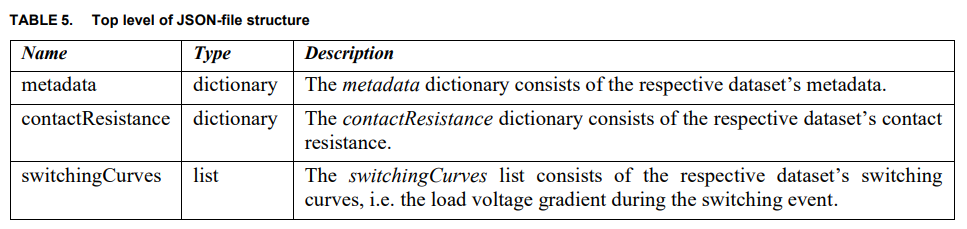 TABLE 5. Top level of JSON-file structure
Name Type Description
metadata dictionary The metadata dictionary consists of the respective dataset's metadata.
contactResistance dictionary The contactResistance dictionary consists of the respective dataset's contact
resistance.
switchingCurves list The switchingCurves list consists of the respective dataset's switching
curves, i.e. the load voltage gradient during the switching event.